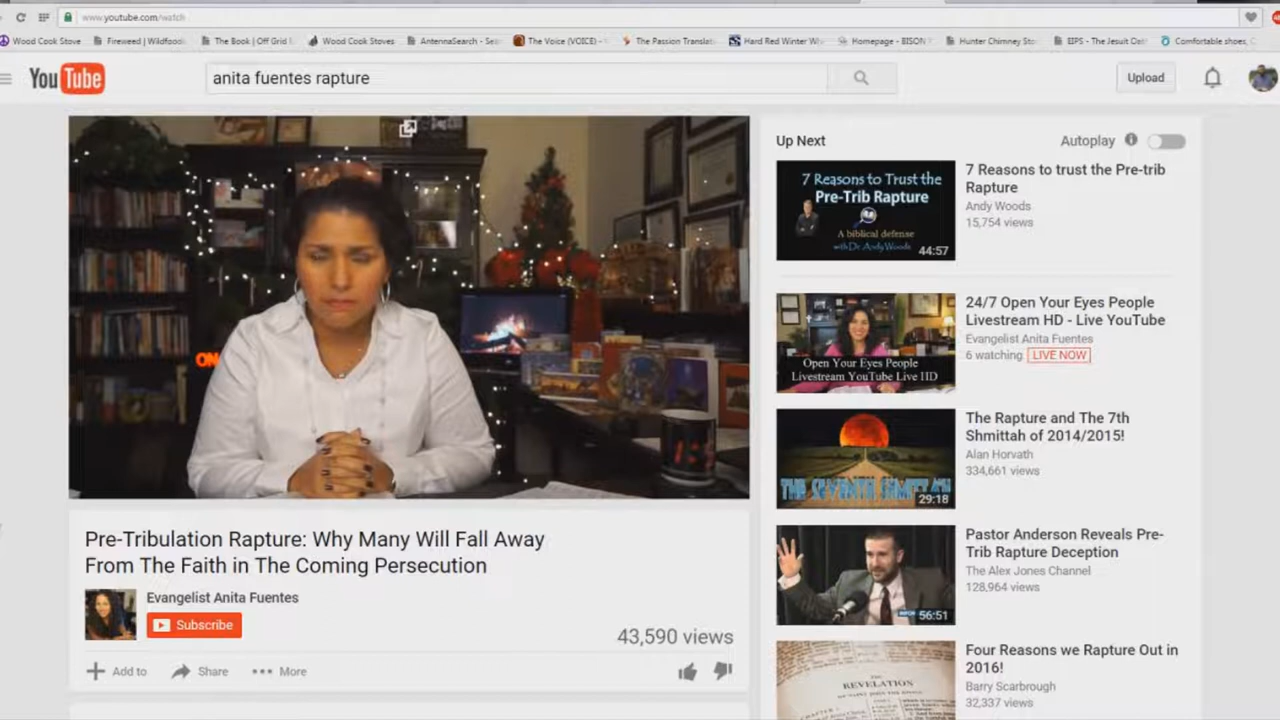 www.youtube.com/watch
Wood Cook Stove
Fireweed | Wildfoods
The Book | Off Grid
Wood Cook Stoves
AntennaSearch - Sea
The Voice (VOICE) -
The Passion Translat
Hard Red Winter W
Homepage - BISON
Hunter Chimney Sto
EIPS - The Jesuit Oat
Comfortable shoes,
YouTube
anita fuentes rapture
Upload
ON
Up Next
Autoplay
7 Reasons to Trust the
Pre-Trib Rapture
A biblical defense
with Dr. Andy Woods
44:57
7 Reasons to trust the Pre-trib
Rapture
Andy Woods
15,754 views
Open Your Eyes People
Livestream YouTube Live HD
24/7 Open Your Eyes People
Livestream HD - Live YouTube
Evangelist Anita Fuentes
6 watching LIVE NOW
THE SEVENTH SHMITTAH
29:18
The Rapture and The 7th
Shmittah of 2014/2015!
Alan Horvath
334,661 views
56:51
Pastor Anderson Reveals Pre-
Trib Rapture Deception
The Alex Jones Channel
128,964 views
THE
REVELATION
Four Reasons we Rapture Out in
2016!
Barry Scarbrough
32,337 views
Pre-Tribulation Rapture: Why Many Will Fall Away
From The Faith in The Coming Persecution
Evangelist Anita Fuentes
Subscribe
43,590 views
Add to
Share
More